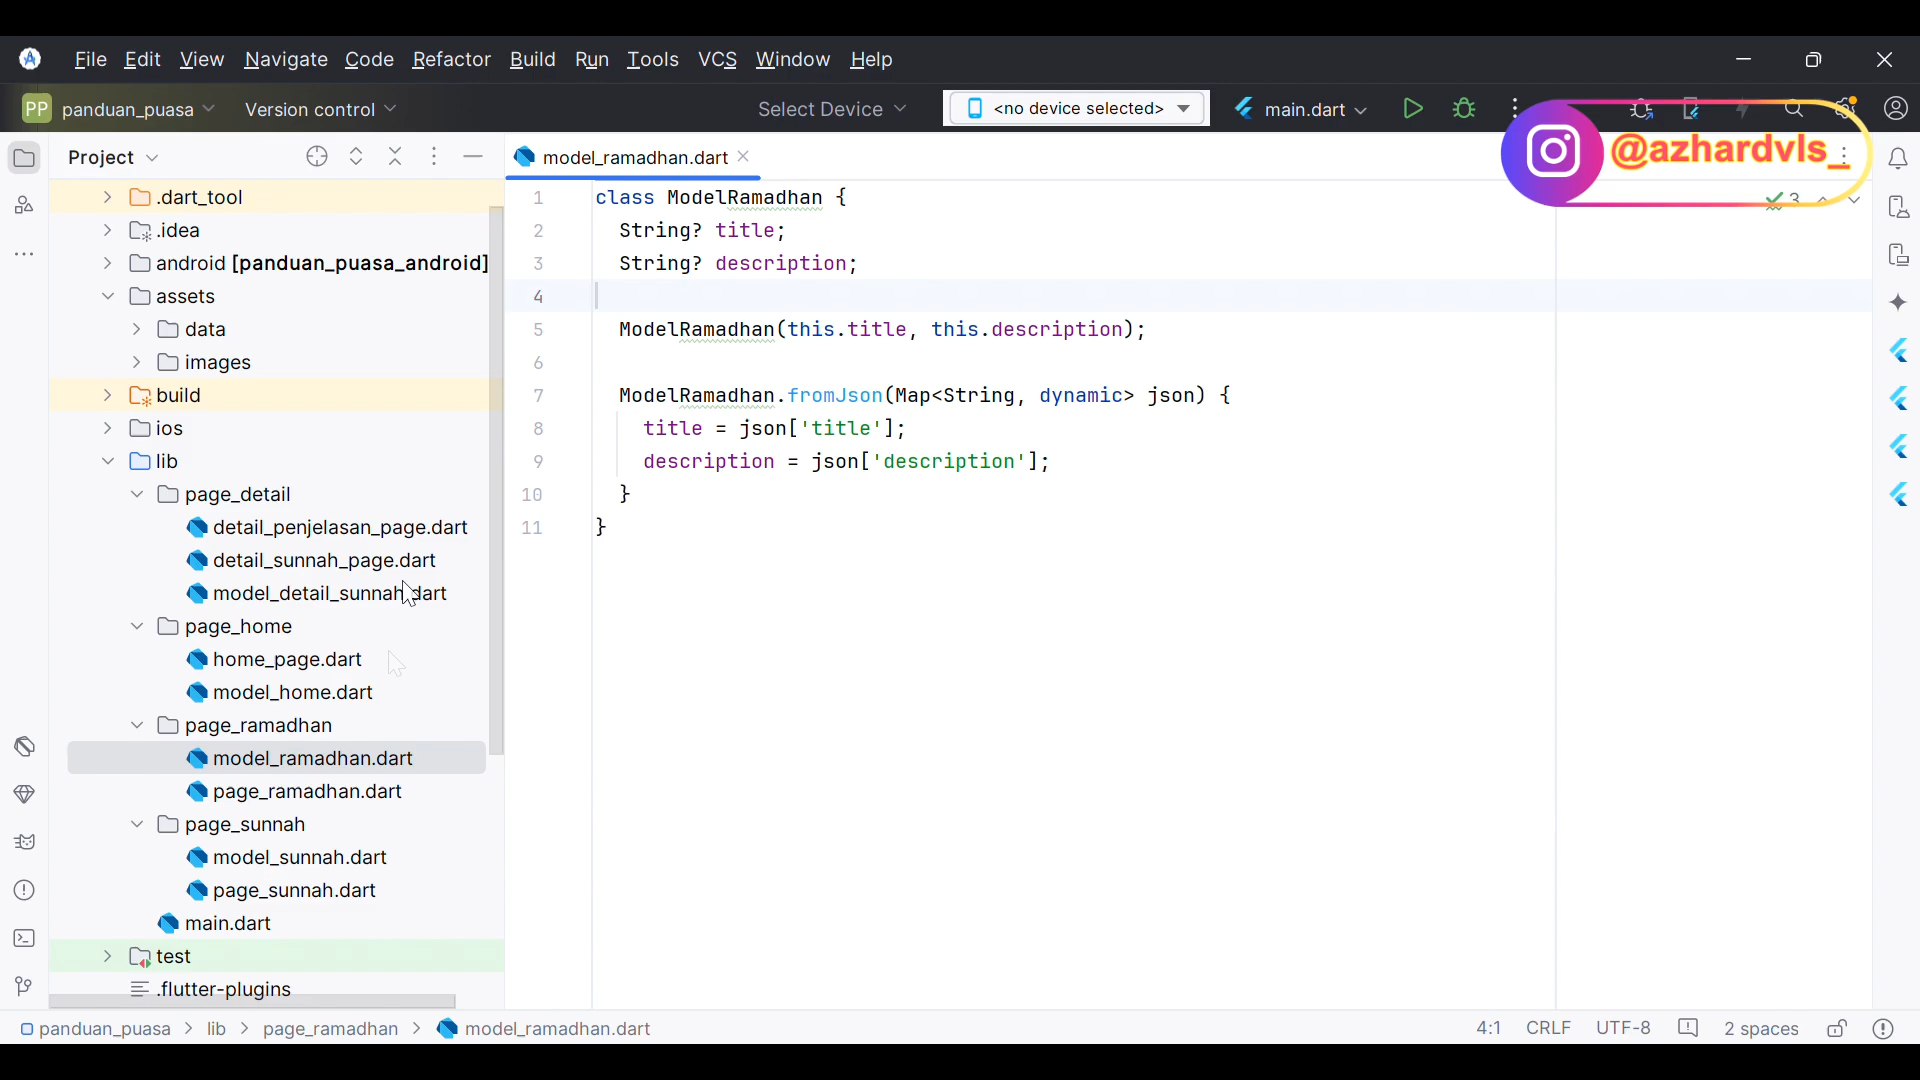 File Edit View Navigate Code Refactor Build Run Tools VCS Window Help
PP panduan_puasa Version control Select Device <no device selected> main.dart
@azhardvls_
Project
model_ramadhan.dart
3
.dart_tool
.idea
android [panduan_puasa_android]
assets
data
images
build
ios
lib
page_detail
detail_penjelasan_page.dart
detail_sunnah_page.dart
model_detail_sunnah.dart
page_home
home_page.dart
model_home.dart
page_ramadhan
model_ramadhan.dart
page_ramadhan.dart
page_sunnah
model_sunnah.dart
page_sunnah.dart
main.dart
test
.flutter-plugins
1 class ModelRamadhan {
2 String? title;
3 String? description;
4
5 ModelRamadhan(this.title, this.description);
6
7 ModelRamadhan.fromJson(Map<String, dynamic> json) {
8 title = json['title'];
9 description = json['description'];
10 }
11 }
panduan_puasa > lib > page_ramadhan > model_ramadhan.dart
4:1 CRLF UTF-8 2 spaces